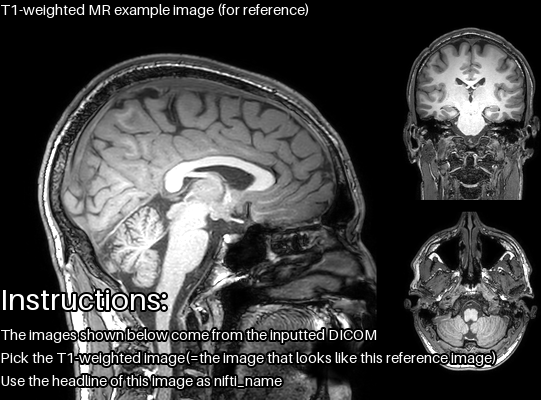 T1-weighted MR example image (for reference)
Instructions:
The images shown below come from the inputted DICOM
Pick the T1-weighted image(=the image that looks like this reference image)
Use the headline of this image as nifti_name